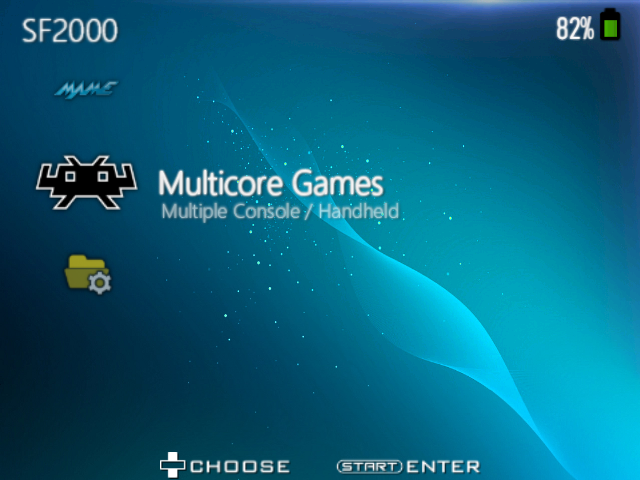 SF2000
82%
MAME
Multicore Games
Multiple Console / Handheld
CHOOSE
START ENTER